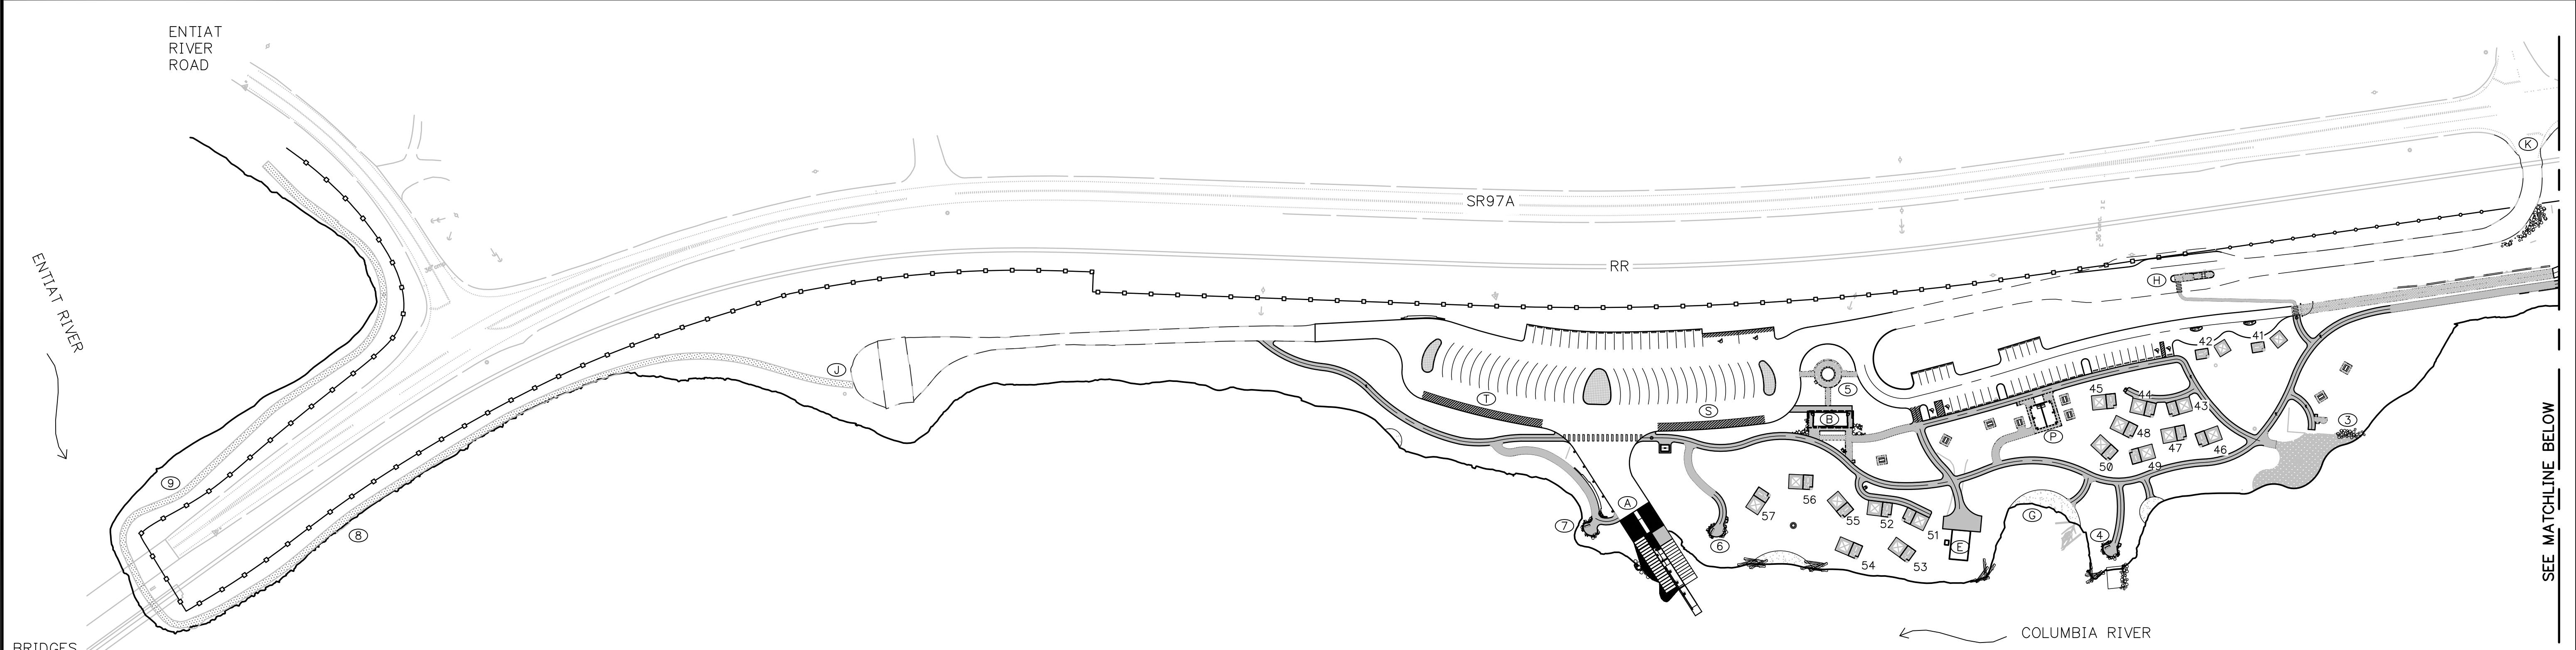 ENTIAT
RIVER
ROAD
ENTIAT RIVER
BRIDGES
SR97A
RR
COLUMBIA RIVER
SEE MATCHLINE BELOW
K
H
J
T
S
5
B
P
A
E
G
3
4
6
7
8
9
41
42
43
44
45
46
47
48
49
50
51
52
53
54
55
56
57